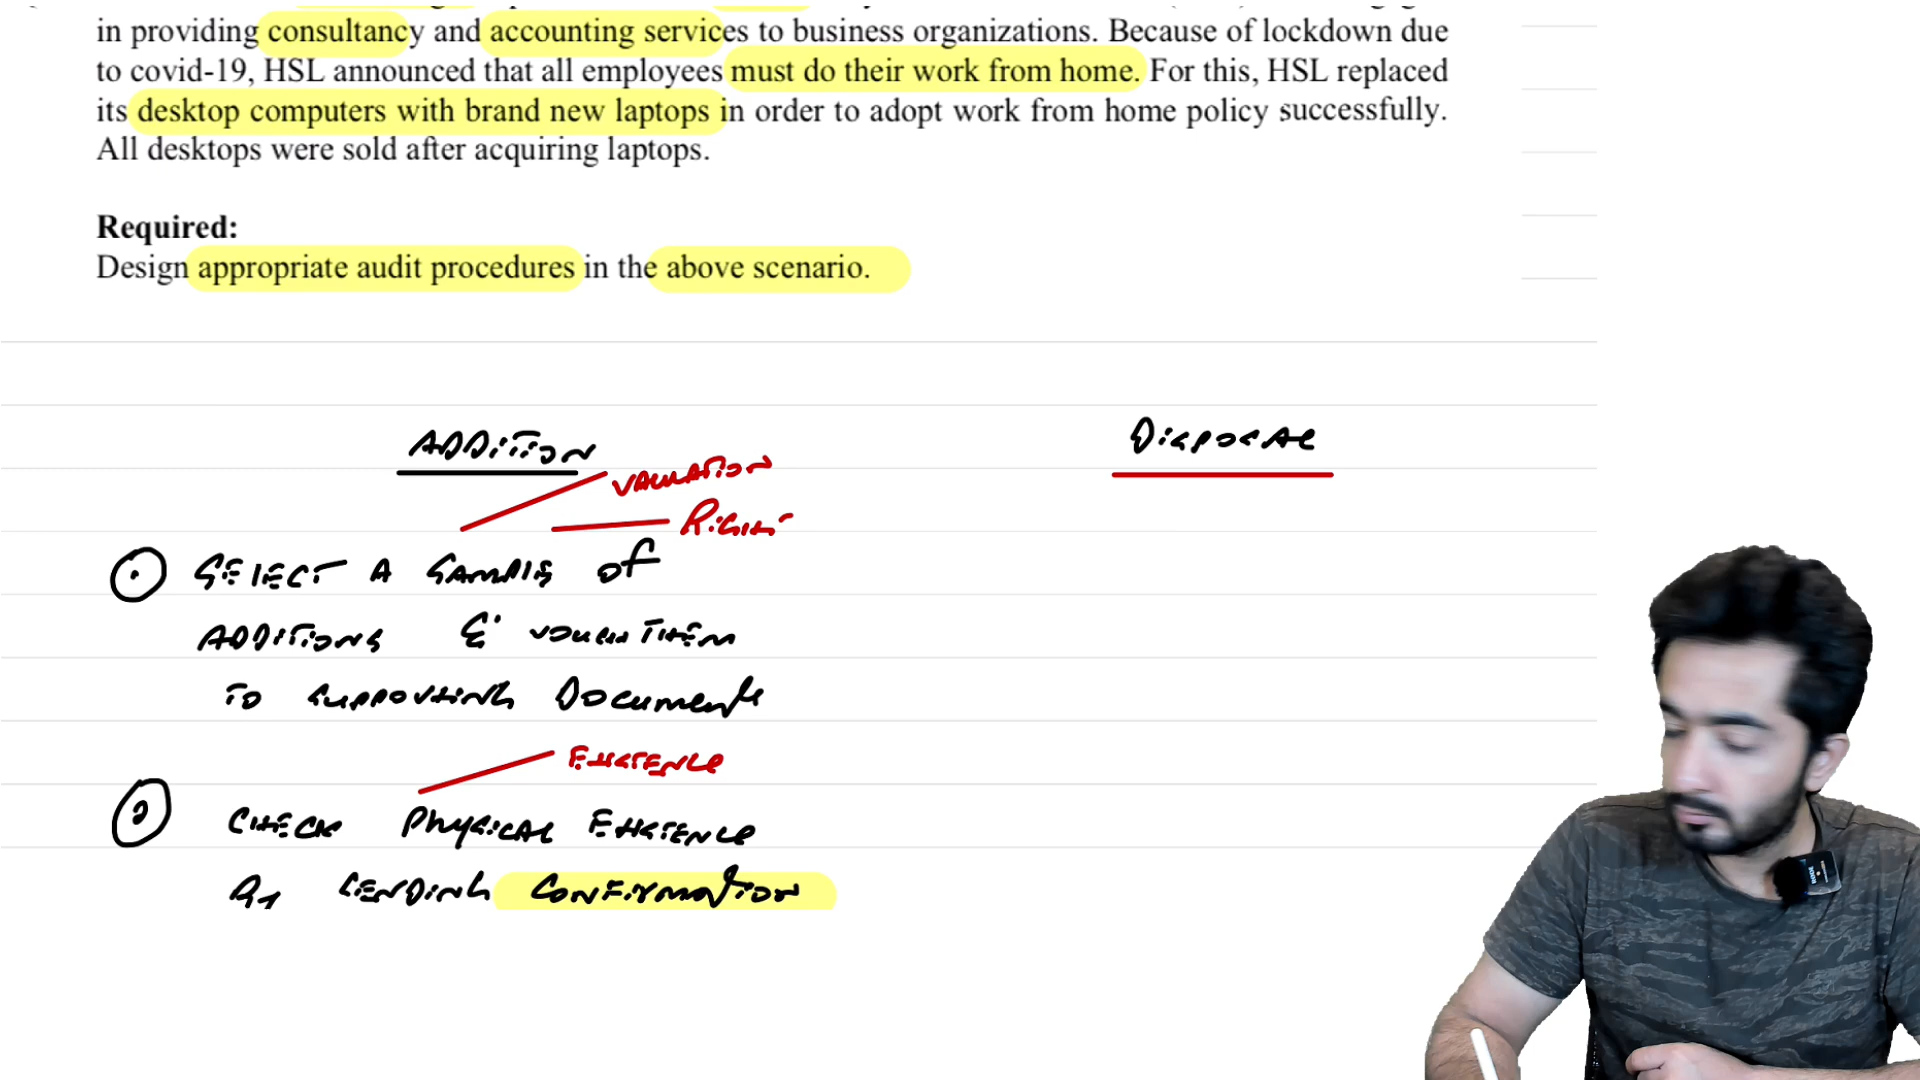 in providing consultancy and accounting services to business organizations. Because of lockdown due
to covid-19, HSL announced that all employees must do their work from home. For this, HSL replaced
its desktop computers with brand new laptops in order to adopt work from home policy successfully.
All desktops were sold after acquiring laptops.
Required:
Design appropriate audit procedures in the above scenario.
ADDITION
DISPOSAL
VALUATION
RIGHTS
SELECT A SAMPLE OF
ADDITIONS & VOUCH THEM
TO SUPPORTING DOCUMENTS
EXISTENCE
CHECK PHYSICAL EXISTENCE
BY SENDING CONFIRMATION